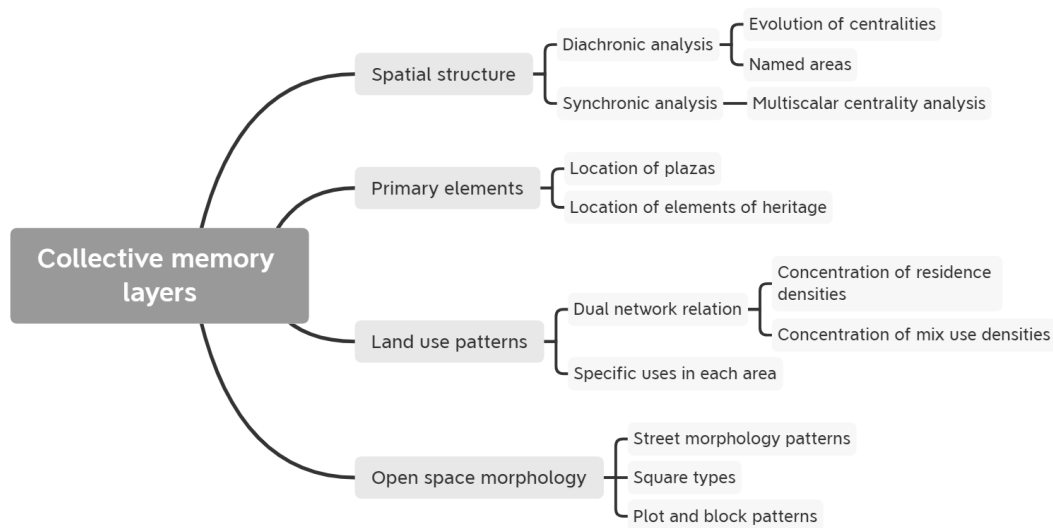 Collective memory
layers
Spatial structure
Diachronic analysis
Evolution of centralities
Named areas
Synchronic analysis
Multiscalar centrality analysis
Primary elements
Location of plazas
Location of elements of heritage
Land use patterns
Dual network relation
Concentration of residence
densities
Concentration of mix use densities
Specific uses in each area
Open space morphology
Street morphology patterns
Square types
Plot and block patterns